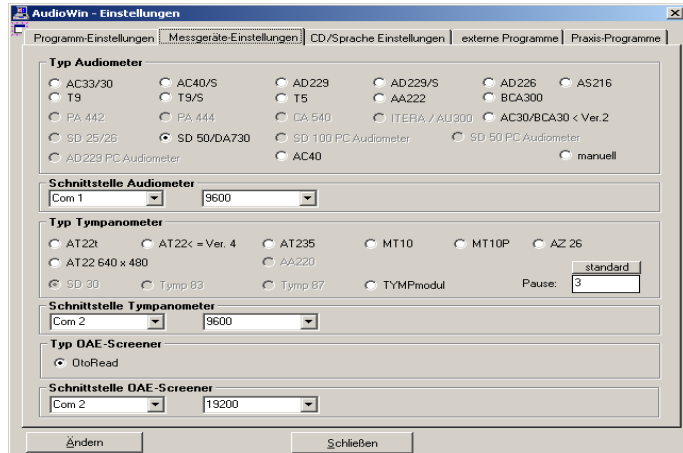 AudioWin - Einstellungen
Programm-Einstellungen Messgeräte-Einstellungen CD/Sprache Einstellungen externe Programme Praxis-Programme
Typ Audiometer
AC33/30 AC40/S AD229 AD229/S AD226 AS216
T9 T9/S T5 AA222 BCA300
PA 442 PA 444 CA 540 ITERA / AU300 AC30/BCA30 < Ver.2
SD 25/26 SD 50/DA730 SD 100 PC Audiometer SD 50 PC Audiometer
AD229 PC Audiometer AC40 manuell
Schnittstelle Audiometer
Com 1 9600
Typ Tympanometer
AT22t AT22< = Ver. 4 AT235 MT10 MT10P AZ 26
AT22 640 x 480 AA220
standard
SD 30 Tymp 83 Tymp 87 TYMPmodul Pause: 3
Schnittstelle Tympanometer
Com 2 9600
Typ OAE-Screener
OtoRead
Schnittstelle OAE-Screener
Com 2 19200
Ändern Schließen